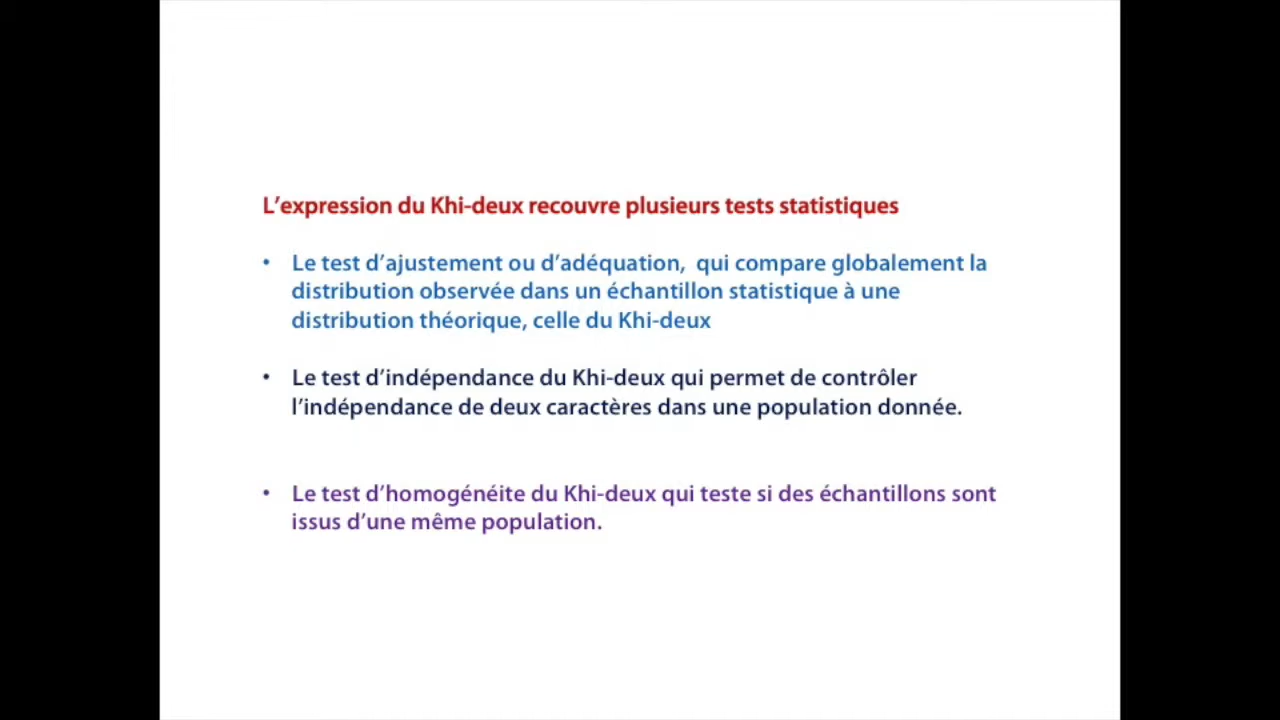 L’expression du Khi-deux recouvre plusieurs tests statistiques
• Le test d’ajustement ou d’adéquation,  qui compare globalement la
distribution observée dans un échantillon statistique à une
distribution théorique, celle du Khi-deux
• Le test d’indépendance du Khi-deux qui permet de contrôler
l’indépendance de deux caractères dans une population donnée.
• Le test d’homogénéite du Khi-deux qui teste si des échantillons sont
issus d’une même population.